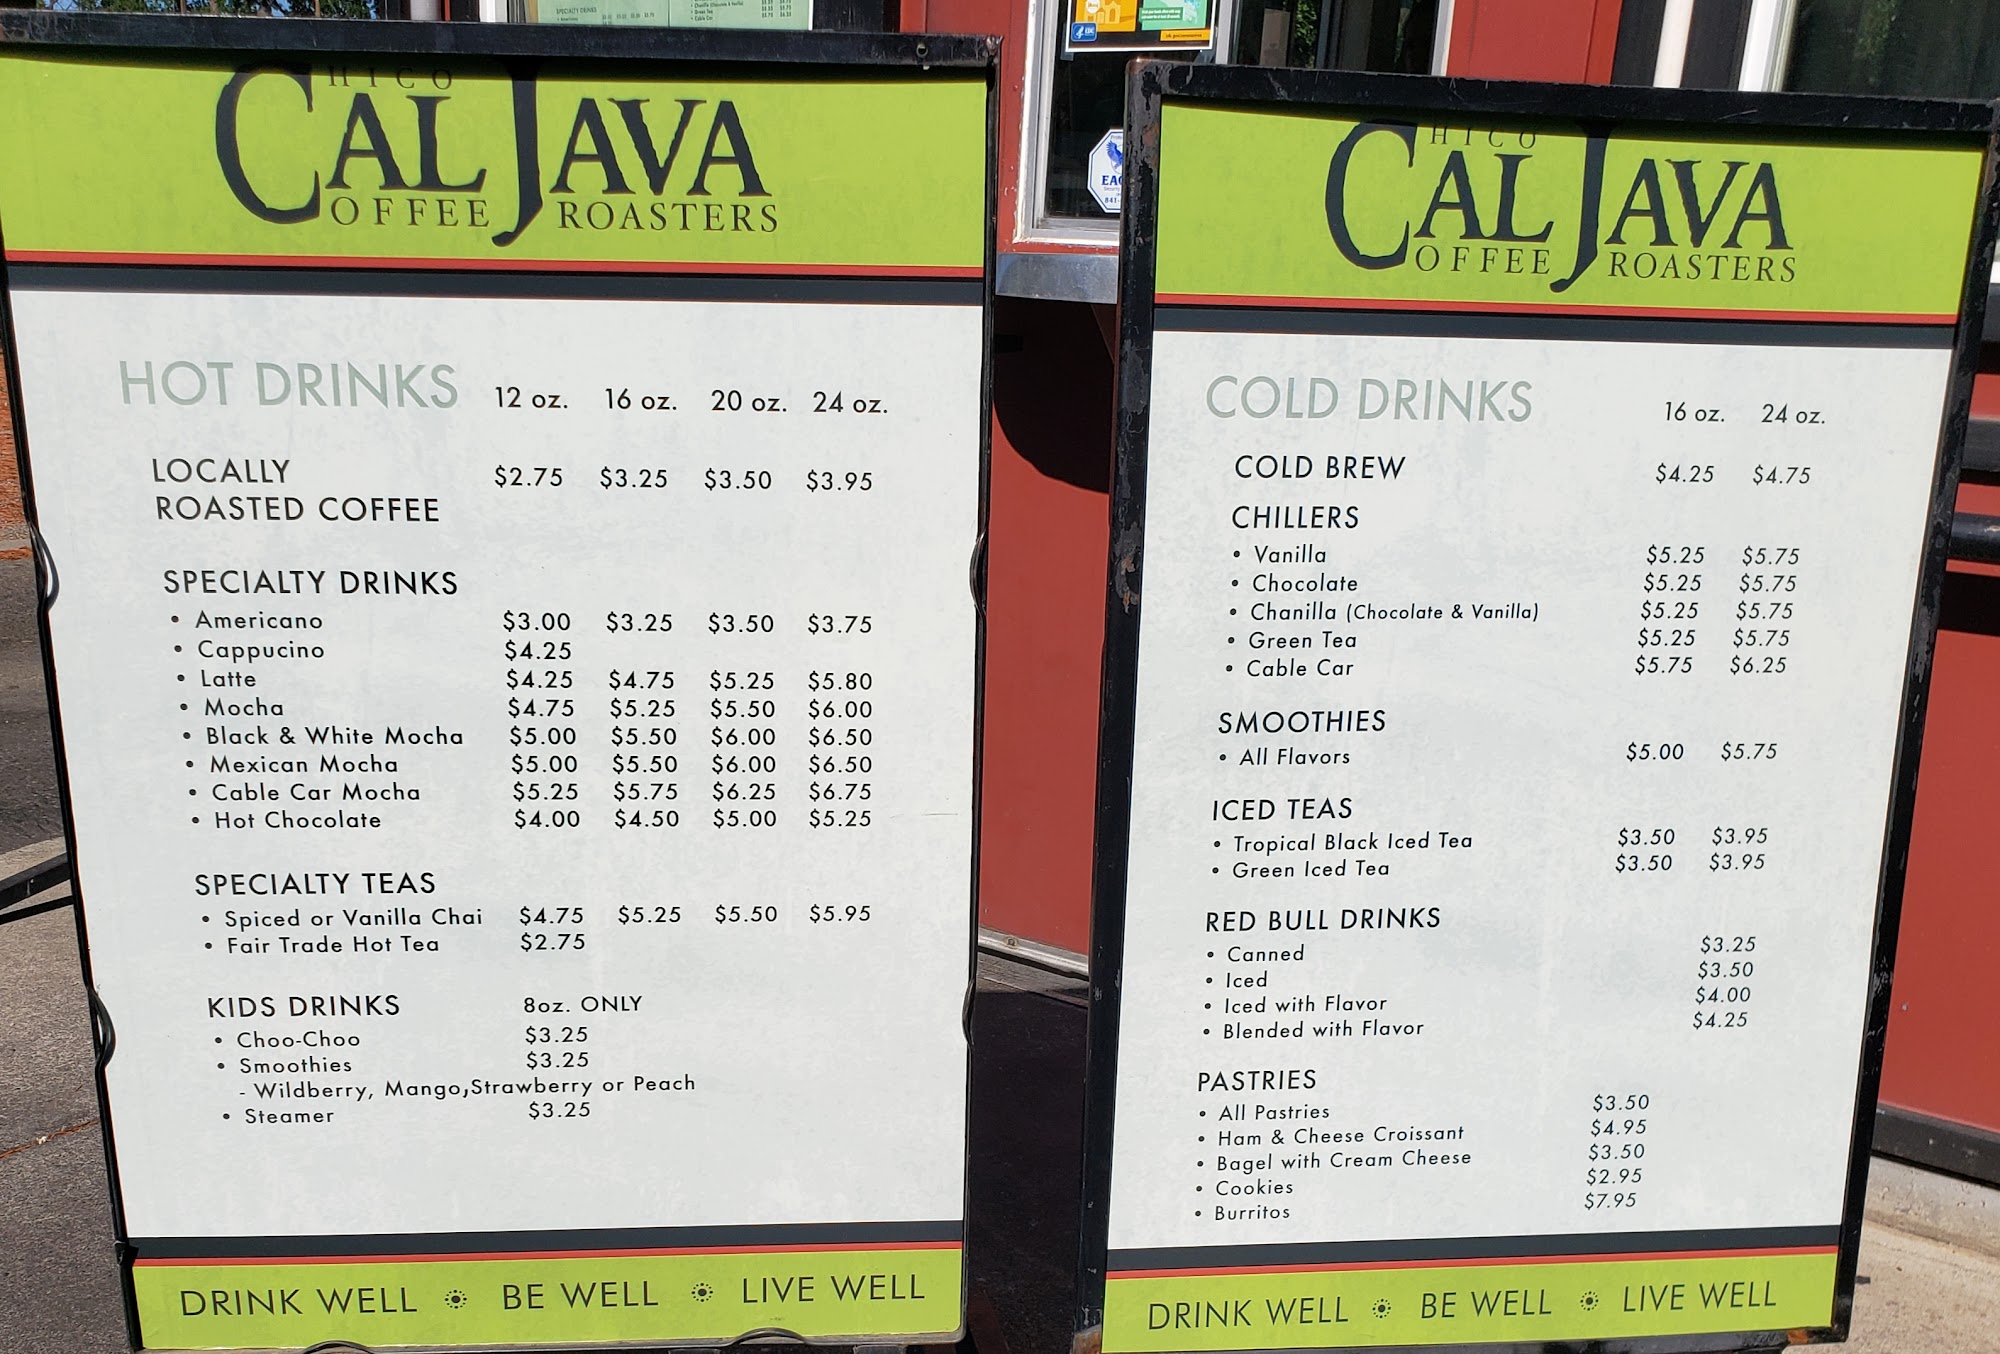 SPECIALTY DRINKS
CHICO
CAL JAVA
COFFEE ROASTERS
HOT DRINKS 12 oz. 16 oz. 20 oz. 24 oz.
LOCALLY
ROASTED COFFEE $2.75 $3.25 $3.50 $3.95
SPECIALTY DRINKS
• Americano $3.00 $3.25 $3.50 $3.75
• Cappucino $4.25
• Latte $4.25 $4.75 $5.25 $5.80
• Mocha $4.75 $5.25 $5.50 $6.00
• Black & White Mocha $5.00 $5.50 $6.00 $6.50
• Mexican Mocha $5.00 $5.50 $6.00 $6.50
• Cable Car Mocha $5.25 $5.75 $6.25 $6.75
• Hot Chocolate $4.00 $4.50 $5.00 $5.25
SPECIALTY TEAS
• Spiced or Vanilla Chai $4.75 $5.25 $5.50 $5.95
• Fair Trade Hot Tea $2.75
KIDS DRINKS 8oz. ONLY
• Choo-Choo $3.25
• Smoothies $3.25
- Wildberry, Mango,Strawberry or Peach
• Steamer $3.25
DRINK WELL BE WELL LIVE WELL
CDC
EAG
841-
CHICO
CAL JAVA
COFFEE ROASTERS
COLD DRINKS 16 oz. 24 oz.
COLD BREW $4.25 $4.75
CHILLERS
• Vanilla $5.25 $5.75
• Chocolate $5.25 $5.75
• Chanilla (Chocolate & Vanilla) $5.25 $5.75
• Green Tea $5.25 $5.75
• Cable Car $5.75 $6.25
SMOOTHIES
• All Flavors $5.00 $5.75
ICED TEAS
• Tropical Black Iced Tea $3.50 $3.95
• Green Iced Tea $3.50 $3.95
RED BULL DRINKS
• Canned $3.25
• Iced $3.50
• Iced with Flavor $4.00
• Blended with Flavor $4.25
PASTRIES
• All Pastries $3.50
• Ham & Cheese Croissant $4.95
• Bagel with Cream Cheese $3.50
• Cookies $2.95
• Burritos $7.95
DRINK WELL BE WELL LIVE WELL